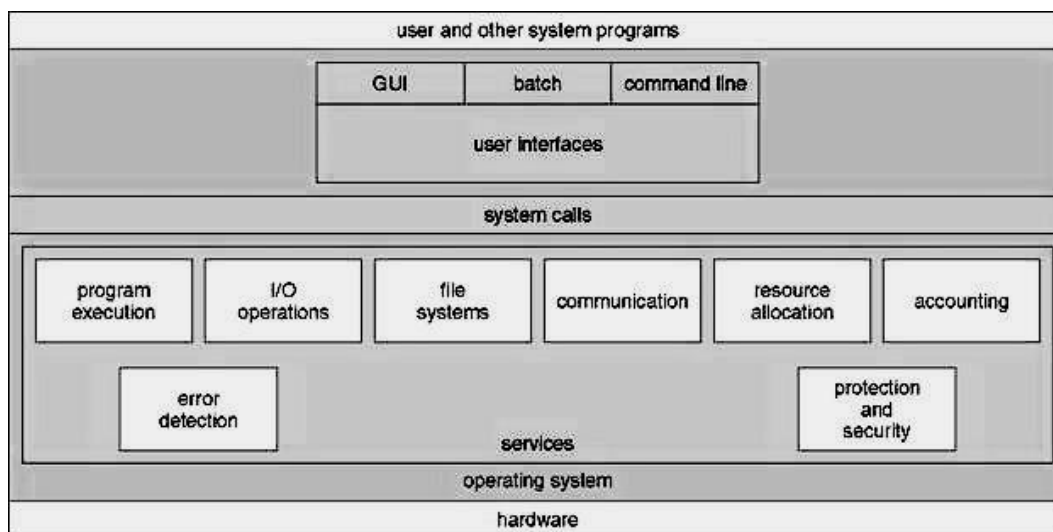 user and other system programs
GUI
batch
command line
user interfaces
system calls
program
execution
I/O
operations
file
systems
communication
resource
allocation
accounting
error
detection
services
protection
and
security
operating system
hardware